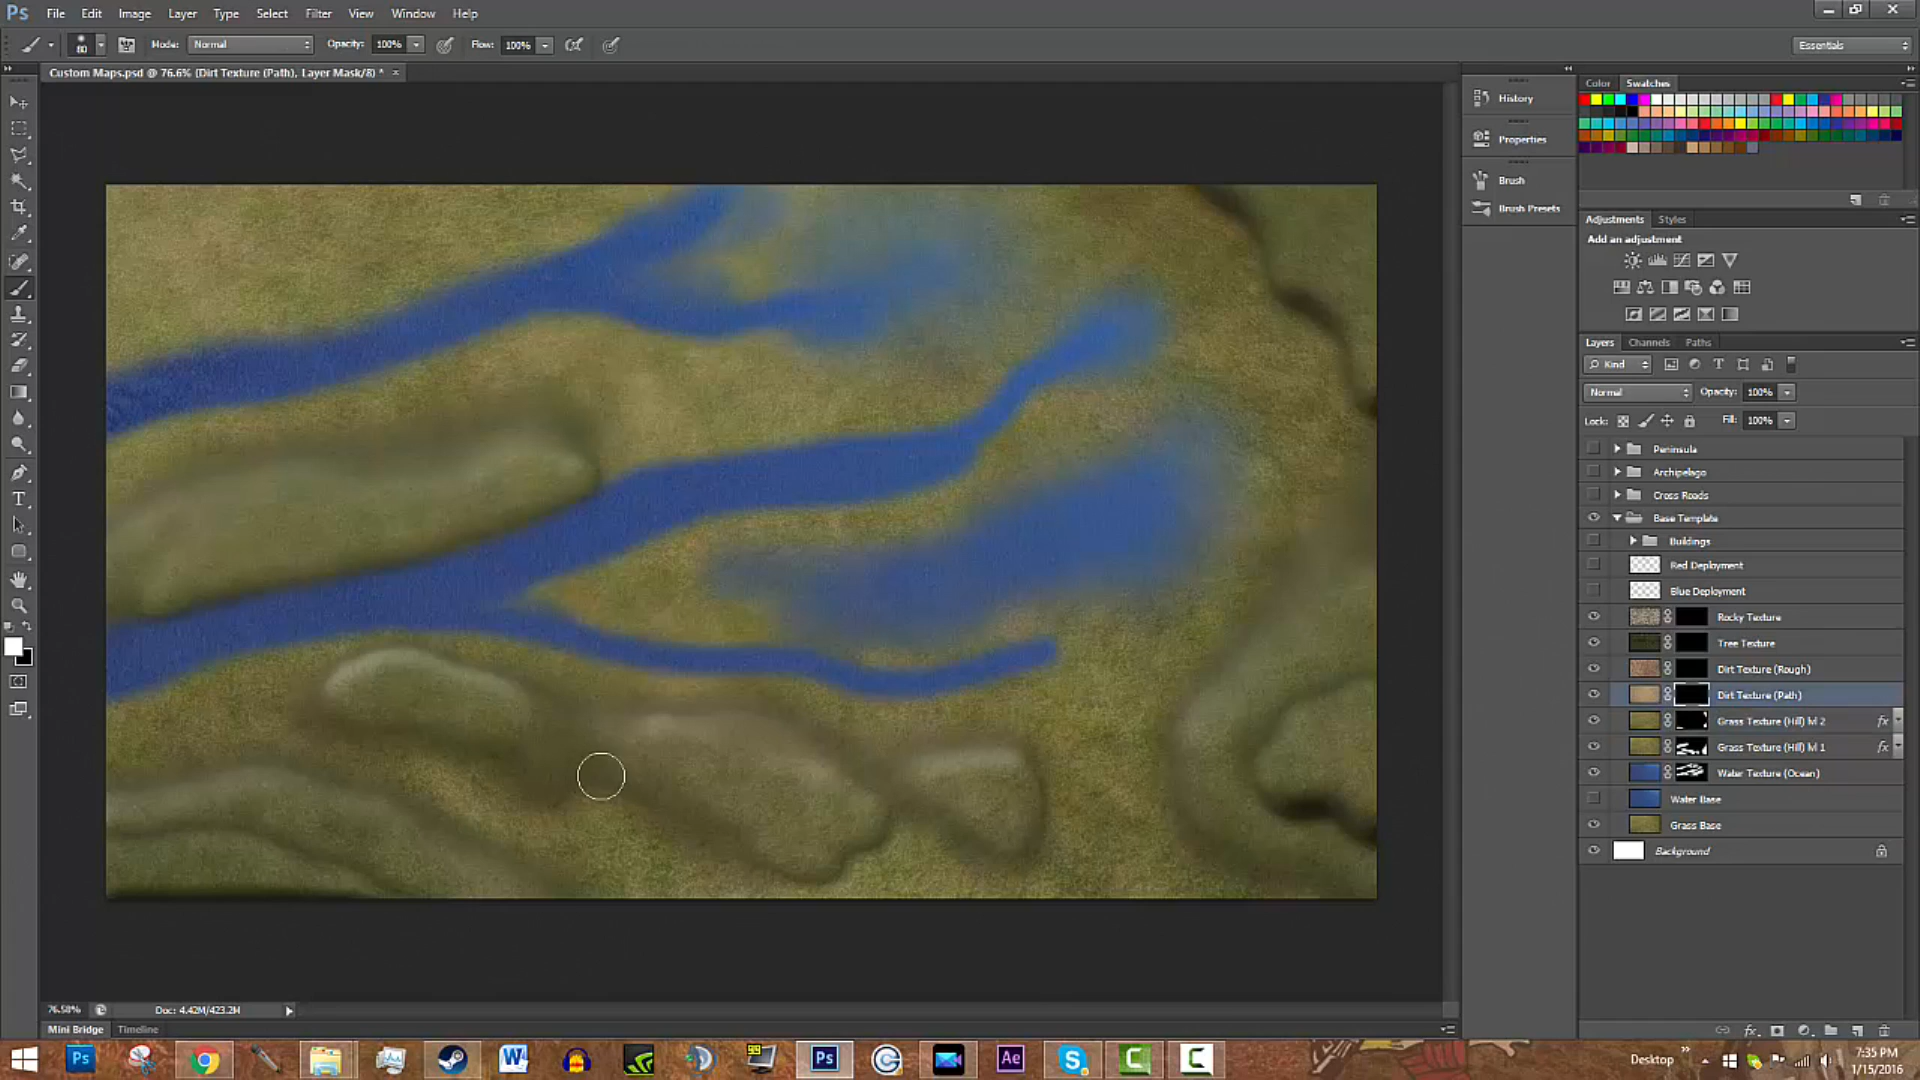 Ps File Edit Image Layer Type Select Filter View Window Help
80 Mode: Normal Opacity: 100% Flow: 100% Essentials
Custom Maps.psd @ 76.6% (Dirt Texture (Path), Layer Mask/8) * ×
History
Properties
Brush
Brush Presets
Color Swatches
Adjustments Styles
Add an adjustment
Layers Channels Paths
Kind
Normal Opacity: 100%
Lock: Fill: 100%
Peninsula
Archipelago
Cross Roads
Base Template
Buildings
Red Deployment
Blue Deployment
Rocky Texture
Tree Texture
Dirt Texture (Rough)
Dirt Texture (Path)
Grass Texture (Hill) lvl 2 fx
Grass Texture (Hill) lvl 1 fx
Water Texture (Ocean)
Water Base
Grass Base
Background
76.58% Doc: 4.42M/423.2M
Mini Bridge Timeline
Desktop
7:35 PM
1/15/2016